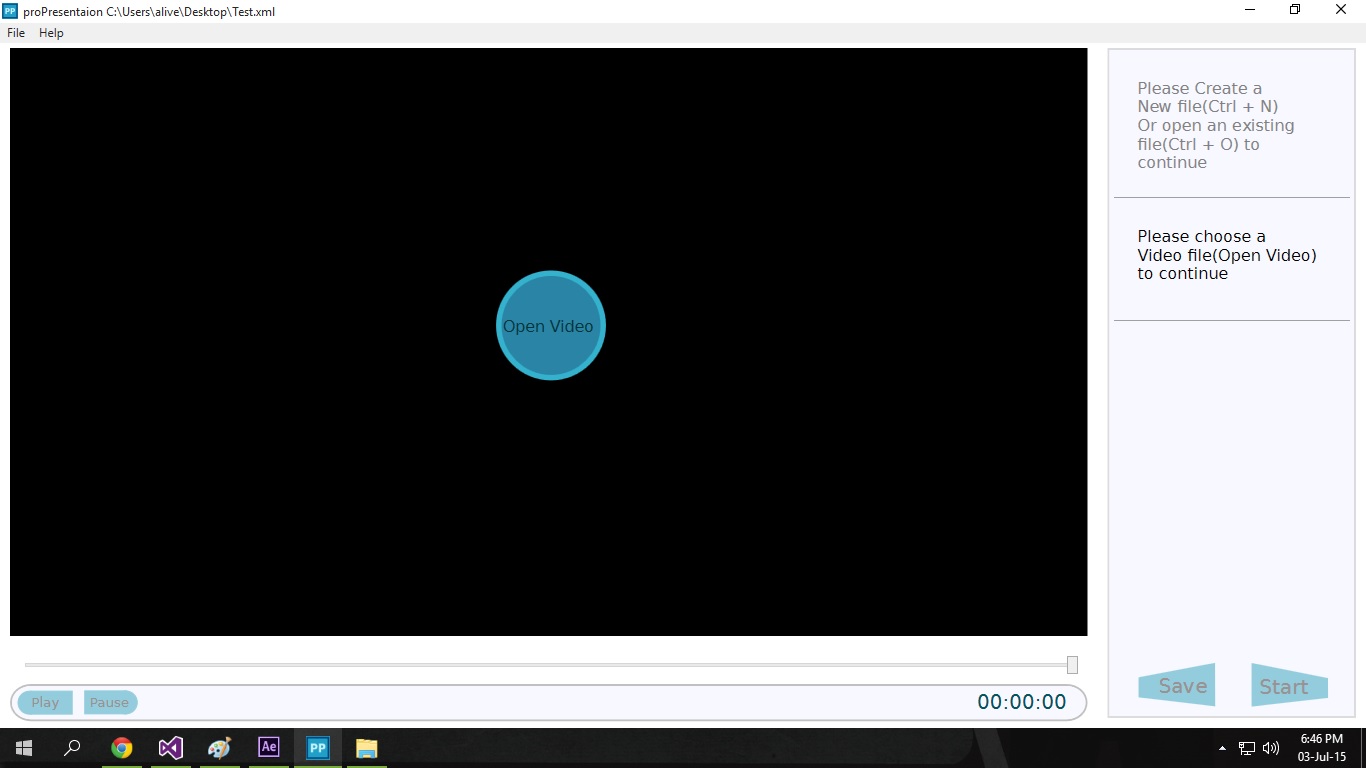 PP proPresentaion C:\Users\alive\Desktop\Test.xml
File Help
Please Create a
New file(Ctrl + N)
Or open an existing
file(Ctrl + O) to
continue
Please choose a
Video file(Open Video)
to continue
Open Video
Save Start
Play Pause 00:00:00
Ae PP 6:46 PM
03-Jul-15